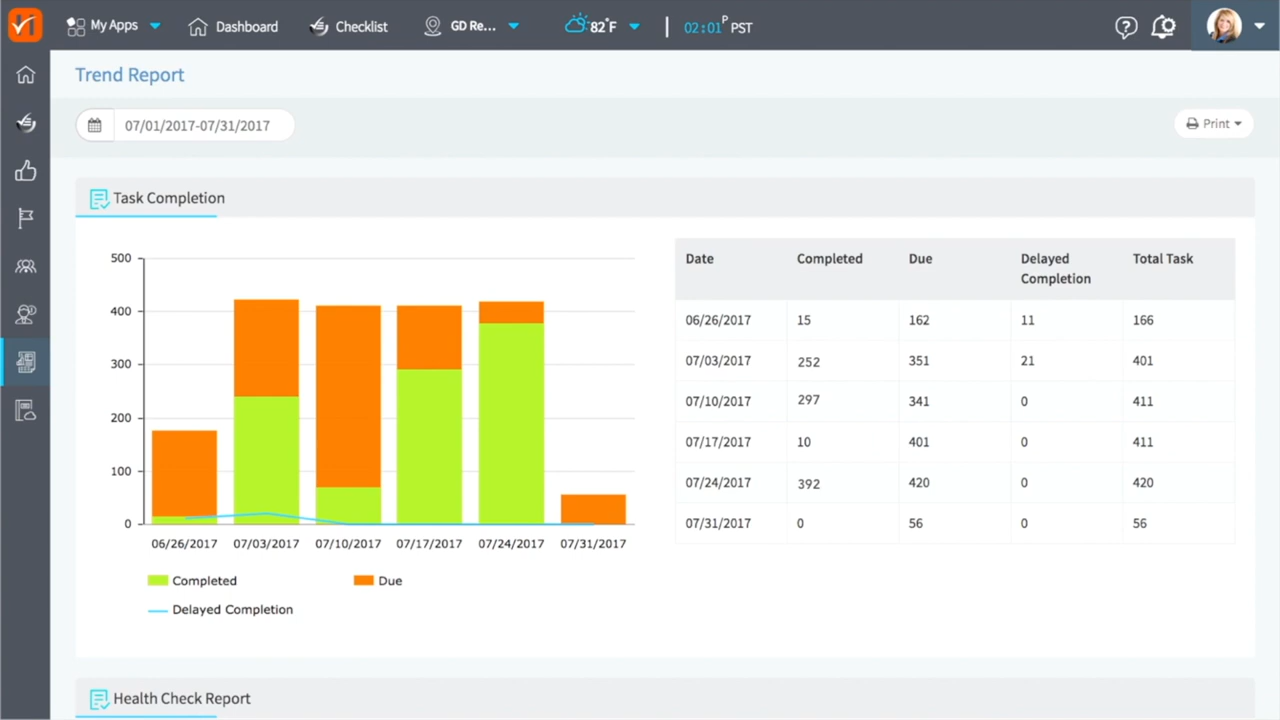 My Apps
Dashboard
Checklist
GD Re...
82°F
02:01 P PST
Trend Report
07/01/2017-07/31/2017
Print
Task Completion
500
400
300
200
100
0
06/26/2017 07/03/2017 07/10/2017 07/17/2017 07/24/2017 07/31/2017
Completed
Due
Delayed Completion
Date Completed Due Delayed Completion Total Task
06/26/2017 15 162 11 166
07/03/2017 252 351 21 401
07/10/2017 297 341 0 411
07/17/2017 10 401 0 411
07/24/2017 392 420 0 420
07/31/2017 0 56 0 56
Health Check Report